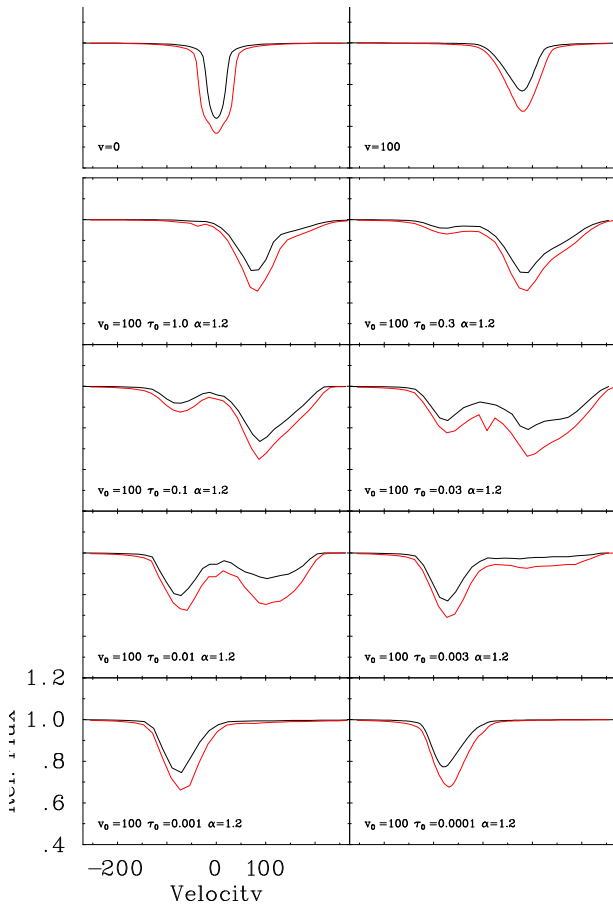 v=0
v=100
v₀=100 τ₀=1.0 α=1.2
v₀=100 τ₀=0.3 α=1.2
v₀=100 τ₀=0.1 α=1.2
v₀=100 τ₀=0.03 α=1.2
v₀=100 τ₀=0.01 α=1.2
v₀=100 τ₀=0.003 α=1.2
1.2
1.0
.8
.6
.4
v₀=100 τ₀=0.001 α=1.2
v₀=100 τ₀=0.0001 α=1.2
−200 0 100
Velocity